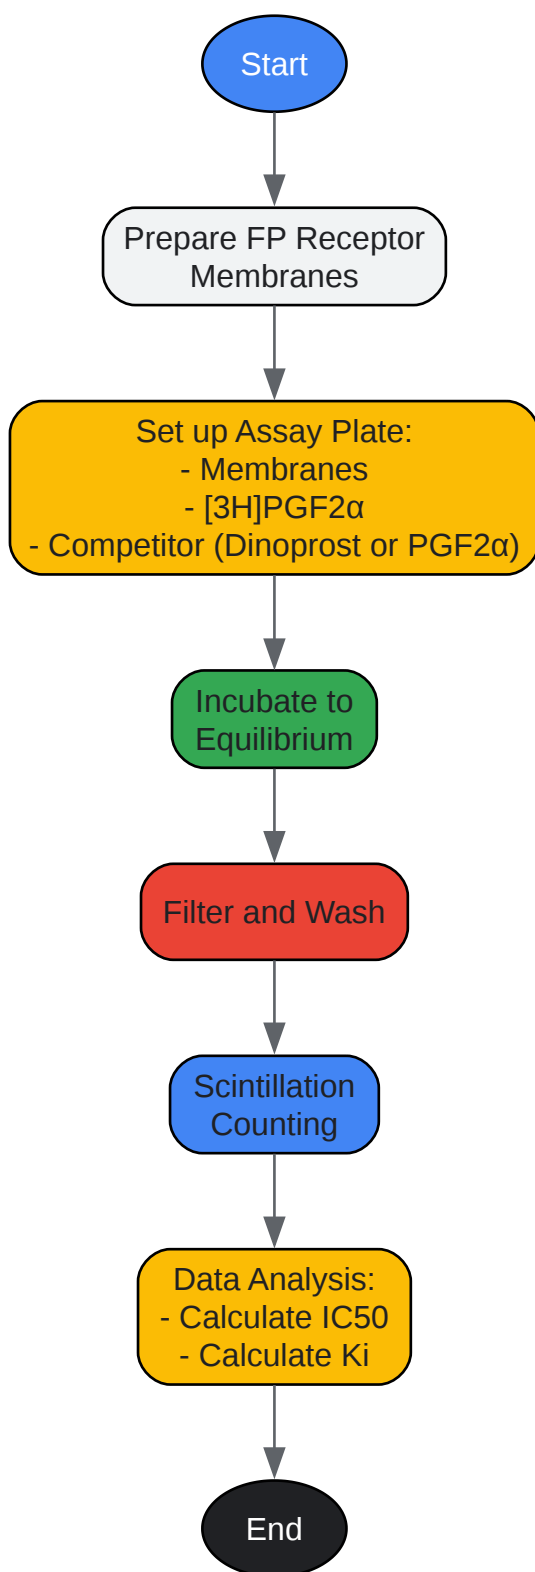 Start
Prepare FP Receptor
Membranes
Set up Assay Plate:
- Membranes
- [3H]PGF2α
- Competitor (Dinoprost or PGF2α)
Incubate to
Equilibrium
Filter and Wash
Scintillation
Counting
Data Analysis:
- Calculate IC50
- Calculate Ki
End